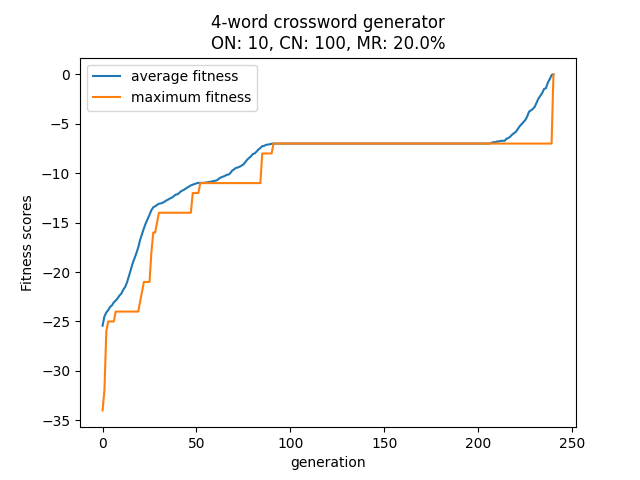 4-word crossword generator
ON: 10, CN: 100, MR: 20.0%
average fitness
maximum fitness
Fitness scores
0
−5
−10
−15
−20
−25
−30
−35
0
50
100
150
200
250
generation